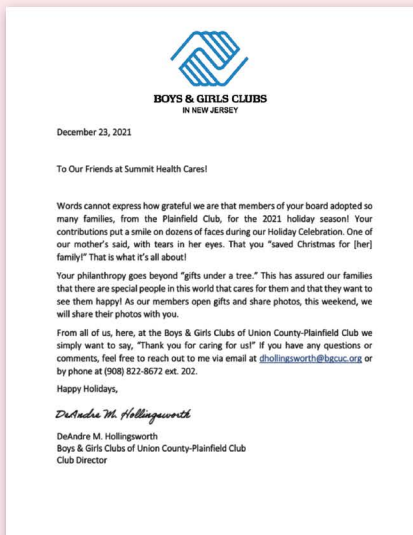 BOYS & GIRLS CLUBS
IN NEW JERSEY
December 23, 2021
To Our Friends at Summit Health Cares!
Words cannot express how grateful we are that members of your board adopted so
many families, from the Plainfield Club, for the 2021 holiday season! Your
contributions put a smile on dozens of faces during our Holiday Celebration. One of
our mother's said, with tears in her eyes. That you "saved Christmas for [her]
family!" That is what it's all about!
Your philanthropy goes beyond "gifts under a tree." This has assured our families
that there are special people in this world that cares for them and that they want to
see them happy! As our members open gifts and share photos, this weekend, we
will share their photos with you.
From all of us, here, at the Boys & Girls Clubs of Union County-Plainfield Club we
simply want to say, "Thank you for caring for us!" If you have any questions or
comments, feel free to reach out to me via email at dhollingsworth@bgcuc.org or
by phone at (908) 822-8672 ext. 202.
Happy Holidays,
DeAndre M. Hollingsworth
DeAndre M. Hollingsworth
Boys & Girls Clubs of Union County-Plainfield Club
Club Director